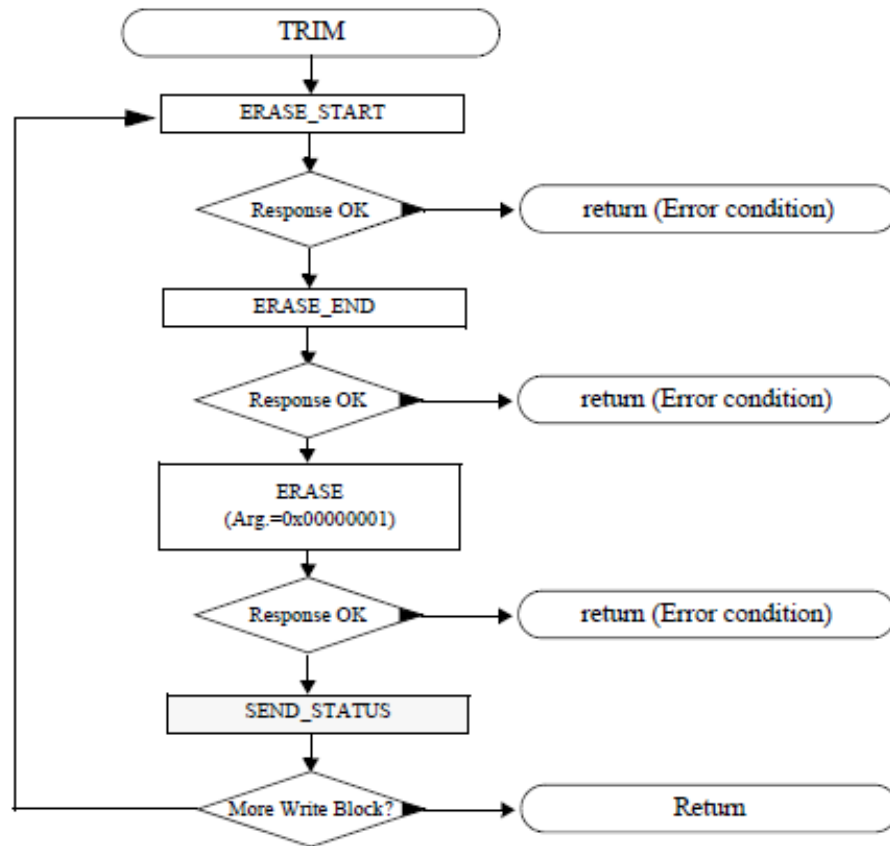 TRIM
ERASE_START
Response OK
return (Error condition)
ERASE_END
Response OK
return (Error condition)
ERASE
(Arg.=0x00000001)
Response OK
return (Error condition)
SEND_STATUS
More Write Block?
Return